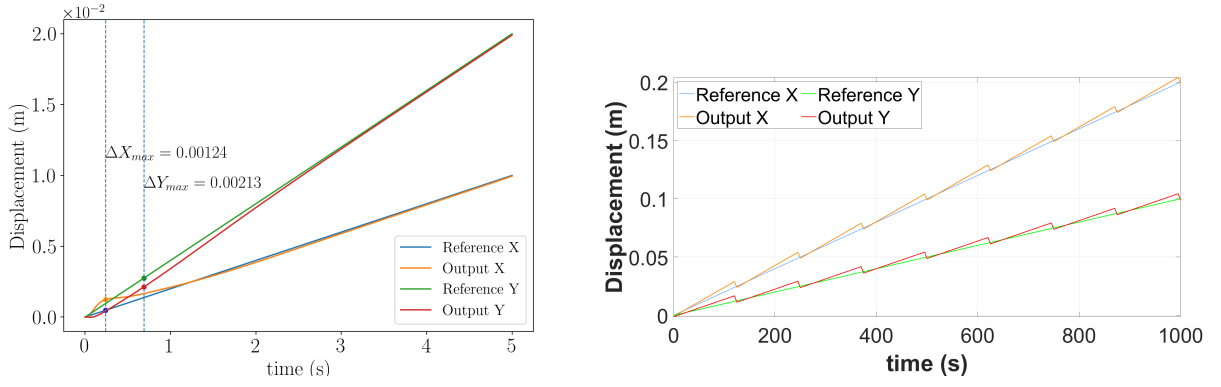 ×10⁻²
2.0
1.5
1.0
0.5
0.0
Displacement (m)
ΔX_max = 0.00124
ΔY_max = 0.00213
Reference X
Output X
Reference Y
Output Y
0 1 2 3 4 5
time (s)
0.2
0.15
0.1
0.05
0
Displacement (m)
Reference X Reference Y
Output X Output Y
0 200 400 600 800 1000
time (s)